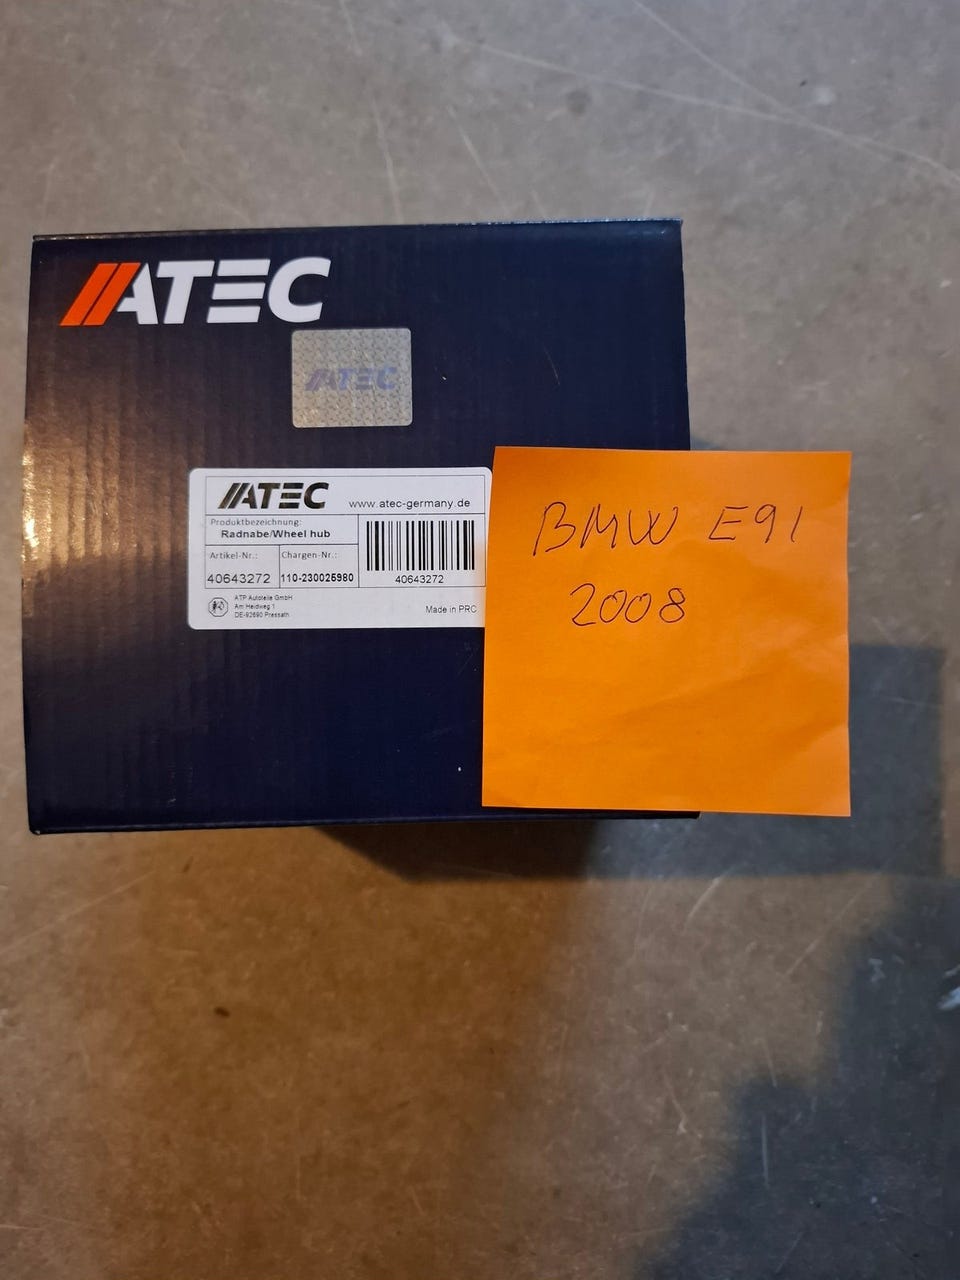 ATEC
ATEC
ATEC
www.atec-germany.de
Produktbezeichnung:
Radnabe/Wheel hub
Artikel-Nr.:
Chargen-Nr.:
40643272
110-230025980
40643272
ATP Autoteile GmbH
Am Heidweg 1
DE-92690 Pressath
Made in PRC
BMW E91
2008